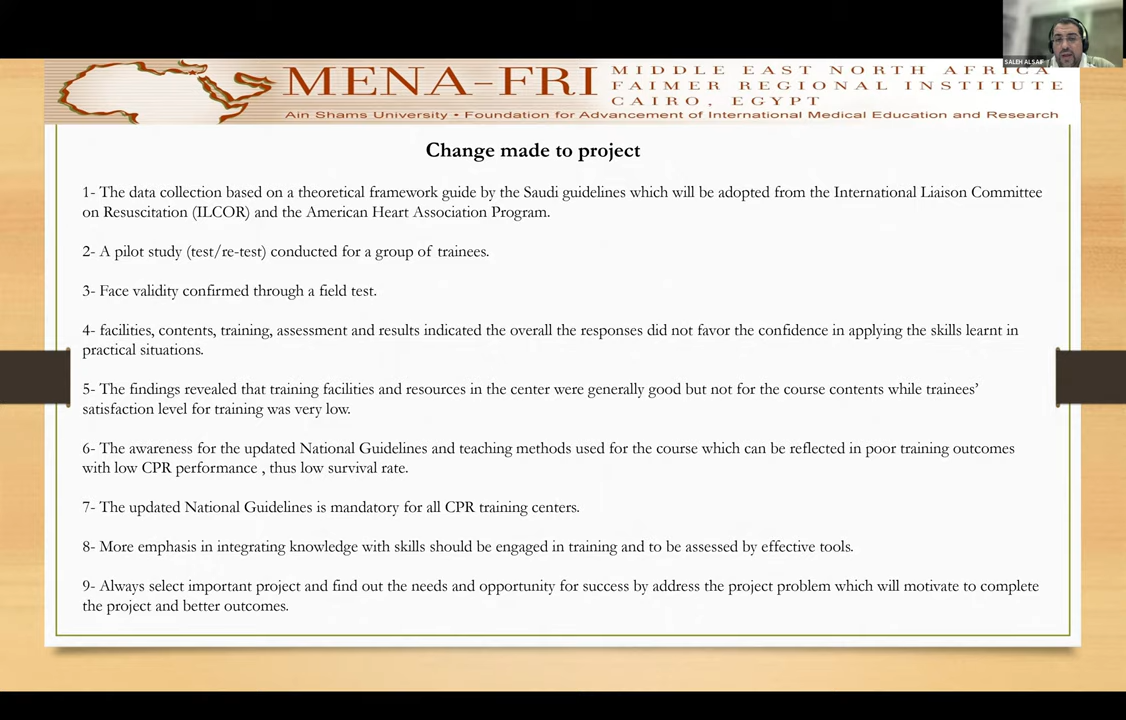 SALEH ALSAIF
MENA-FRI
MIDDLE EAST NORTH AFRICA
FAIMER REGIONAL INSTITUTE
CAIRO, EGYPT
Ain Shams University • Foundation for Advancement of International Medical Education and Research
Change made to project
1- The data collection based on a theoretical framework guide by the Saudi guidelines which will be adopted from the International Liaison Committee
on Resuscitation (ILCOR) and the American Heart Association Program.
2- A pilot study (test/re-test) conducted for a group of trainees.
3- Face validity confirmed through a field test.
4- facilities, contents, training, assessment and results indicated the overall the responses did not favor the confidence in applying the skills learnt in
practical situations.
5- The findings revealed that training facilities and resources in the center were generally good but not for the course contents while trainees’
satisfaction level for training was very low.
6- The awareness for the updated National Guidelines and teaching methods used for the course which can be reflected in poor training outcomes
with low CPR performance , thus low survival rate.
7- The updated National Guidelines is mandatory for all CPR training centers.
8- More emphasis in integrating knowledge with skills should be engaged in training and to be assessed by effective tools.
9- Always select important project and find out the needs and opportunity for success by address the project problem which will motivate to complete
the project and better outcomes.